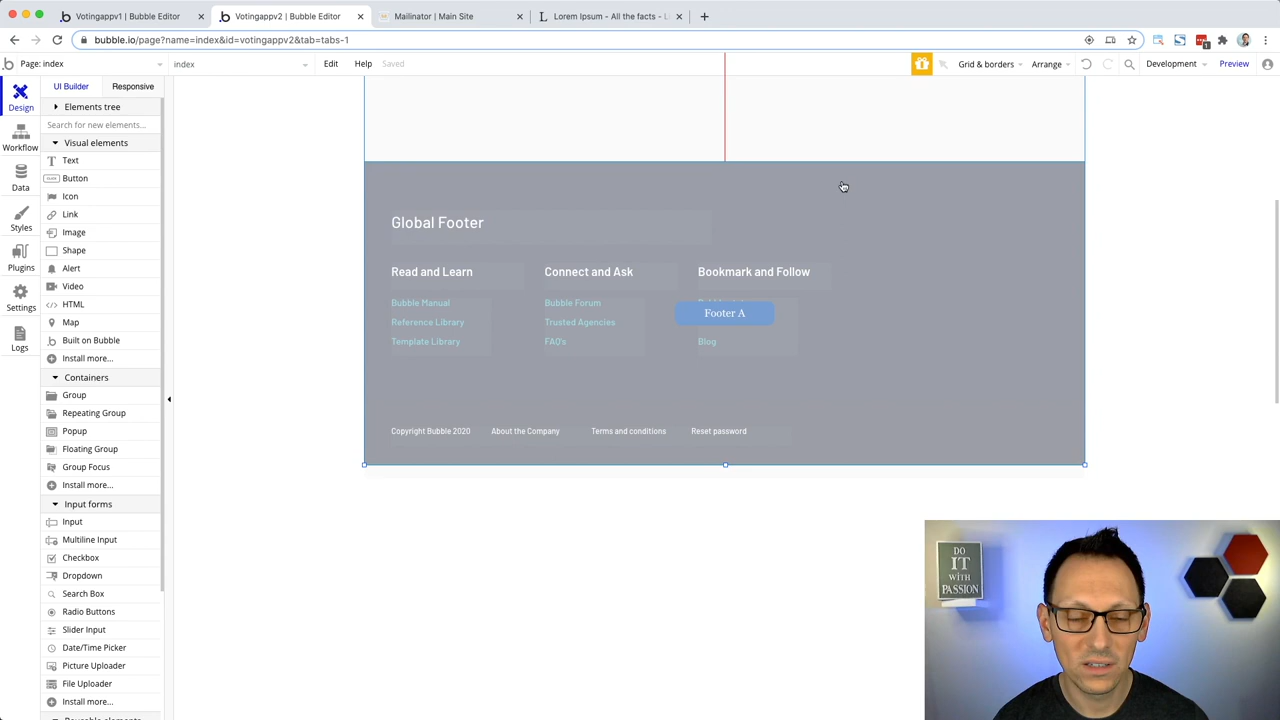 Votingappv1 | Bubble Editor
Votingappv2 | Bubble Editor
Mailinator | Main Site
Lorem Ipsum - All the facts - Li
bubble.io/page?name=index&id=votingappv2&tab=tabs-1
1
Page: index
index
Edit
Help
Saved
Grid & borders
Arrange
Development
Preview
Design
Workflow
Data
Styles
Plugins
Settings
Logs
UI Builder
Responsive
Elements tree
Search for new elements...
Visual elements
Text
Button
Icon
Link
Image
Shape
Alert
Video
HTML
Map
Built on Bubble
Install more...
Containers
Group
Repeating Group
Popup
Floating Group
Group Focus
Install more...
Input forms
Input
Multiline Input
Checkbox
Dropdown
Search Box
Radio Buttons
Slider Input
Date/Time Picker
Picture Uploader
File Uploader
Install more...
Global Footer
Read and Learn
Connect and Ask
Bookmark and Follow
Bubble Manual
Bubble Forum
Reference Library
Trusted Agencies
Footer A
Template Library
FAQ's
Blog
Copyright Bubble 2020
About the Company
Terms and conditions
Reset password
DO
IT
WITH
PASSION